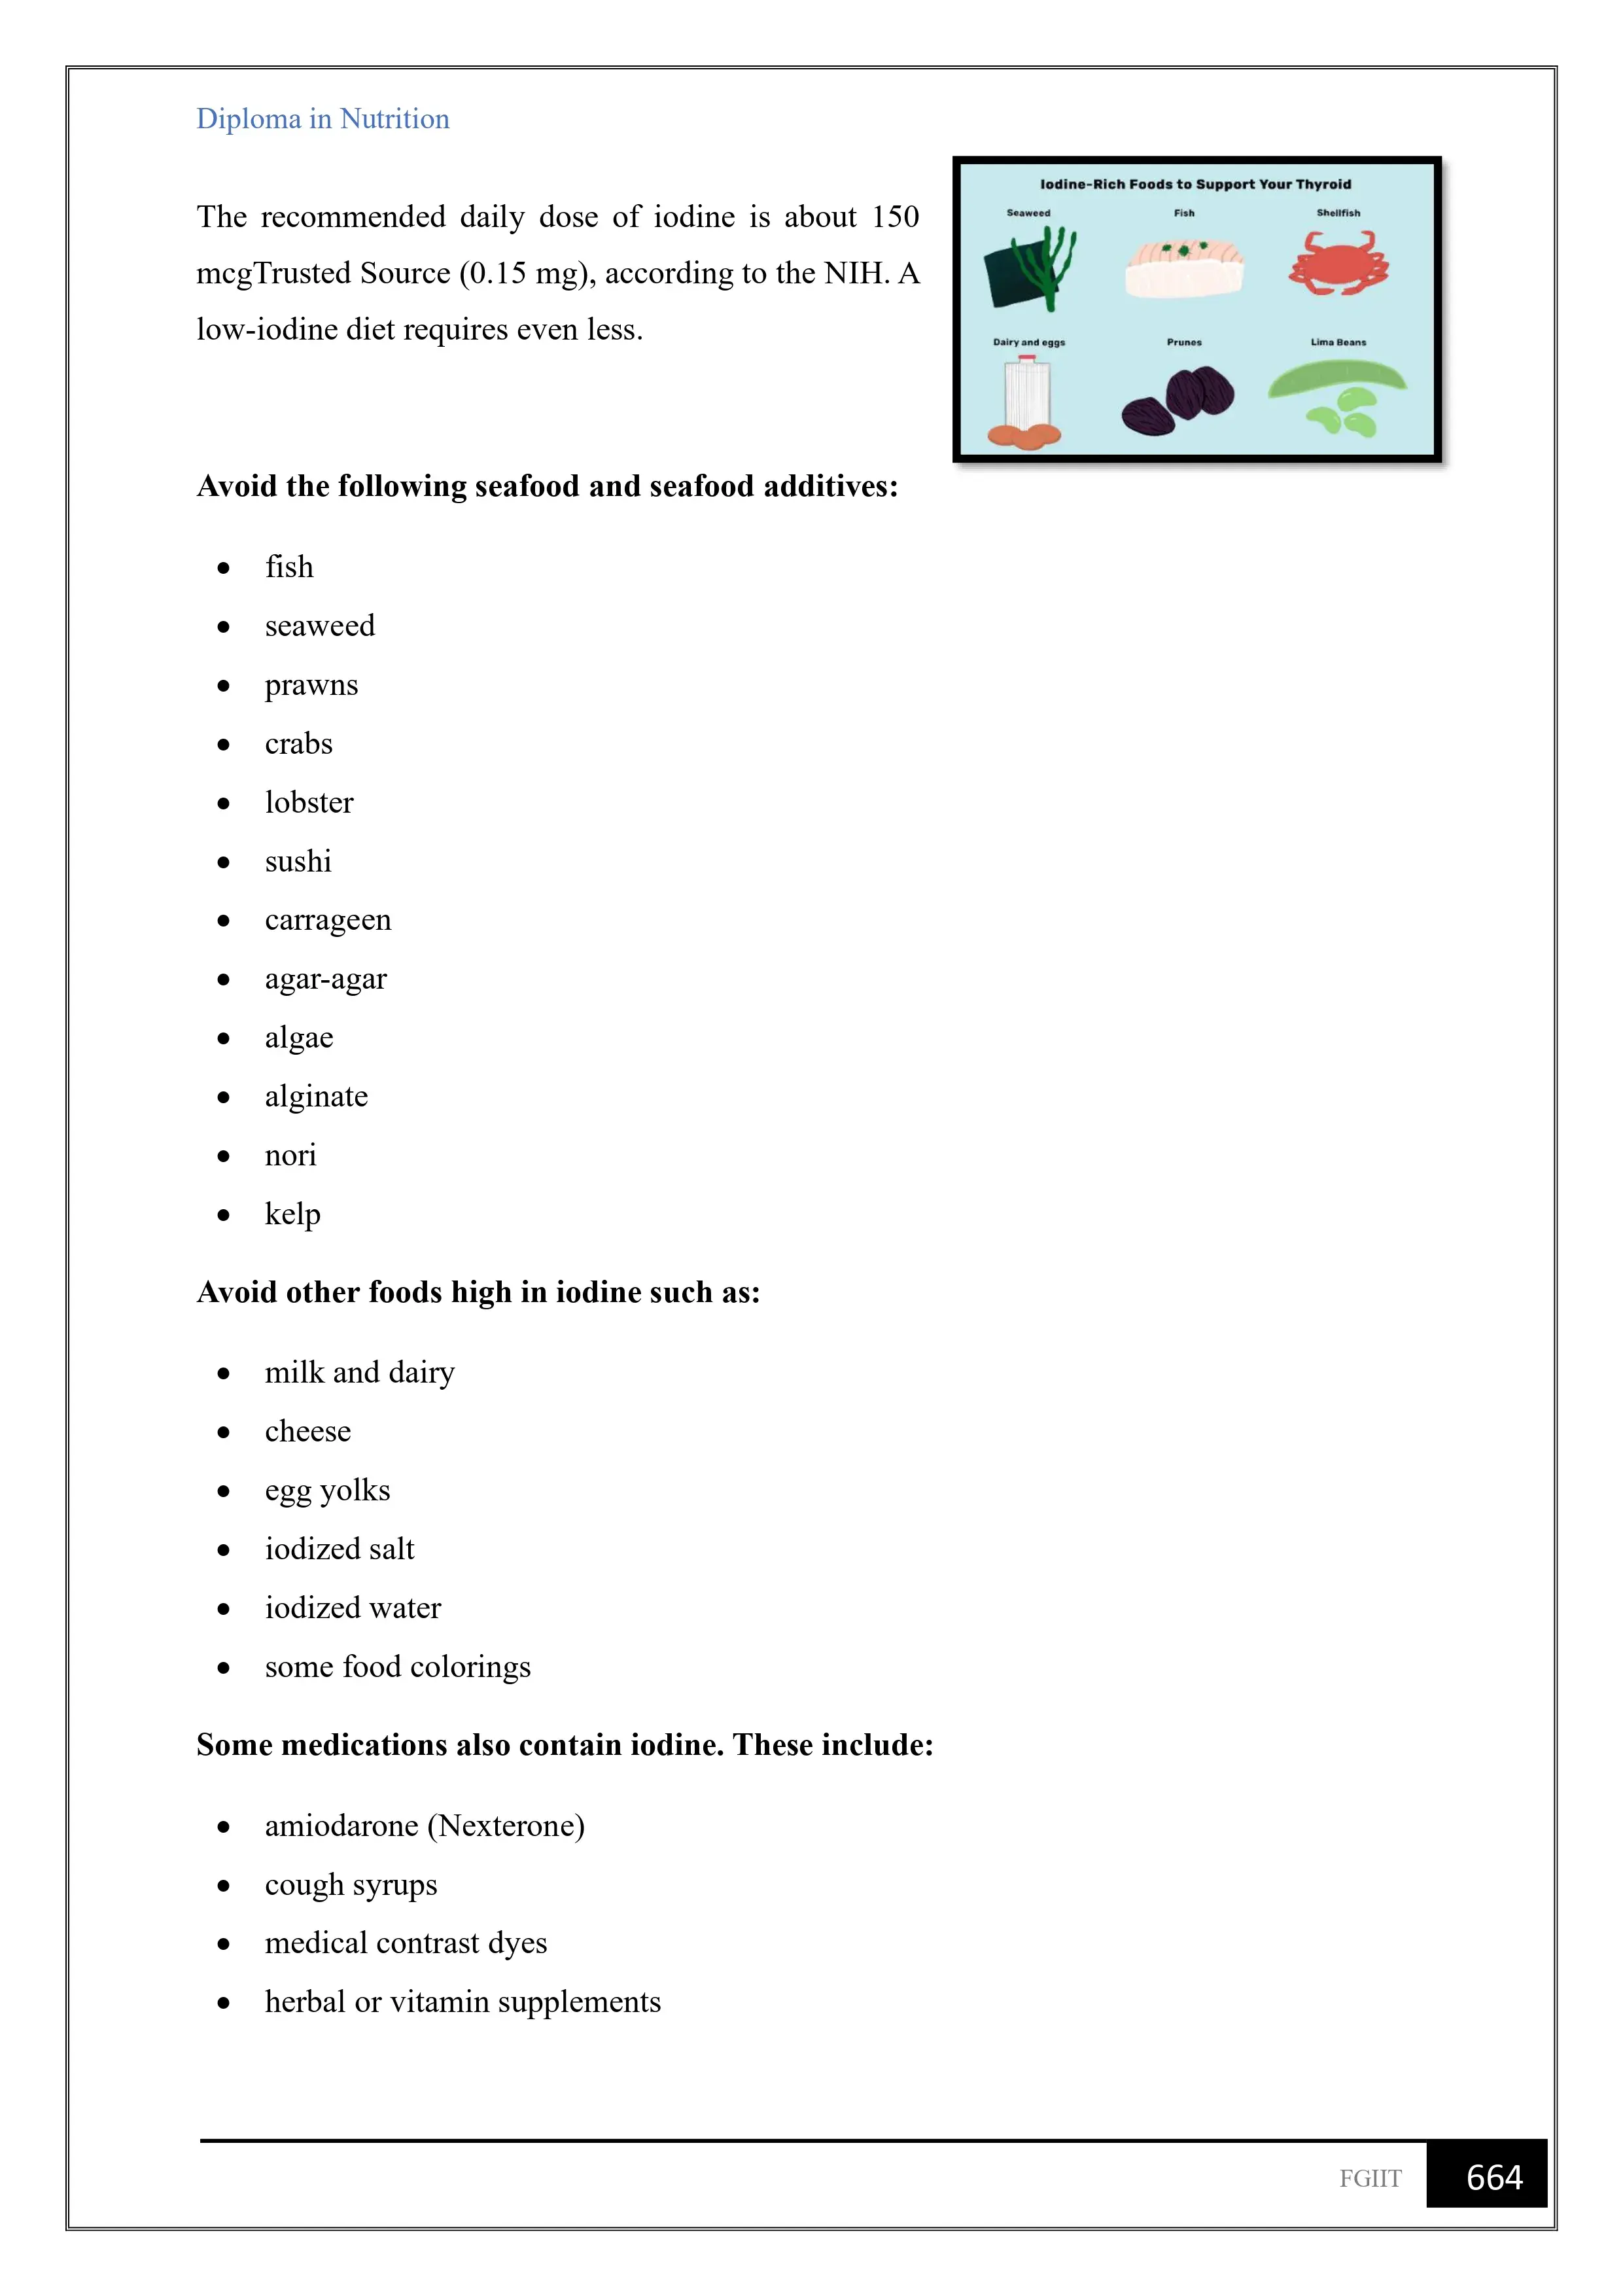 Diploma in Nutrition
The recommended daily dose of iodine is about 150
mcgTrusted Source (0.15 mg), according to the NIH. A
low-iodine diet requires even less.
Iodine-Rich Foods to Support Your Thyroid
Seaweed Fish Shellfish
Dairy and eggs Prunes Lima Beans
Avoid the following seafood and seafood additives:
• fish
• seaweed
• prawns
• crabs
• lobster
• sushi
• carrageen
• agar-agar
• algae
• alginate
• nori
• kelp
Avoid other foods high in iodine such as:
• milk and dairy
• cheese
• egg yolks
• iodized salt
• iodized water
• some food colorings
Some medications also contain iodine. These include:
• amiodarone (Nexterone)
• cough syrups
• medical contrast dyes
• herbal or vitamin supplements
FGIIT 664